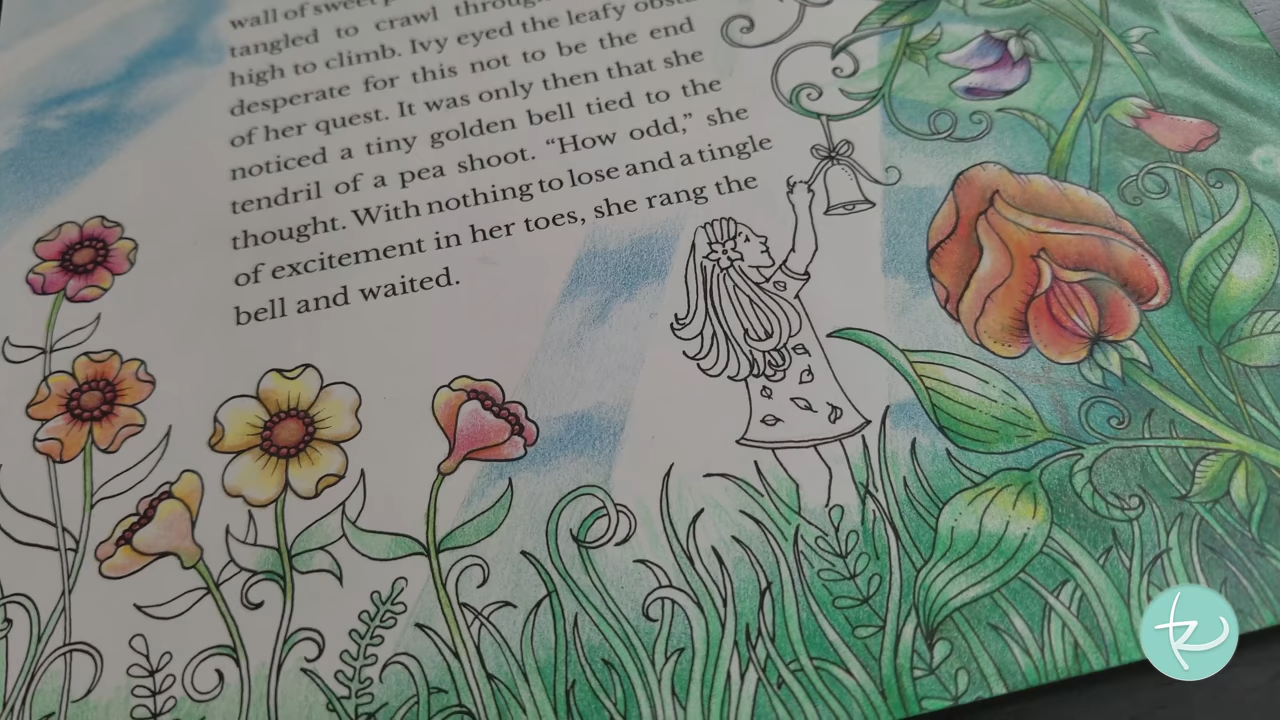 wall of sweet
tangled to crawl through
high to climb. Ivy eyed the leafy
desperate for this not to be the end
of her quest. It was only then that she
noticed a tiny golden bell tied to the
tendril of a pea shoot. “How odd,” she
thought. With nothing to lose and a tingle
of excitement in her toes, she rang the
bell and waited.